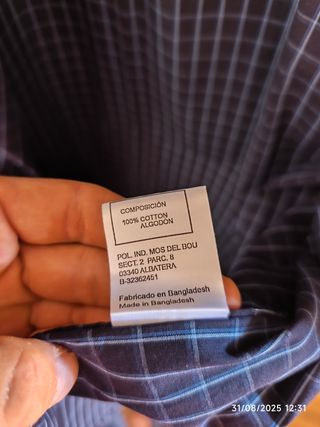 COMPOSICIÓN
100% COTTON
ALGODÓN
POL. IND. MOS DEL BOU
SECT. 2 PARC. 8
03340 ALBATERA
B-32362451
Fabricado en Bangladesh
Made in Bangladesh
31/08/2025 12:31